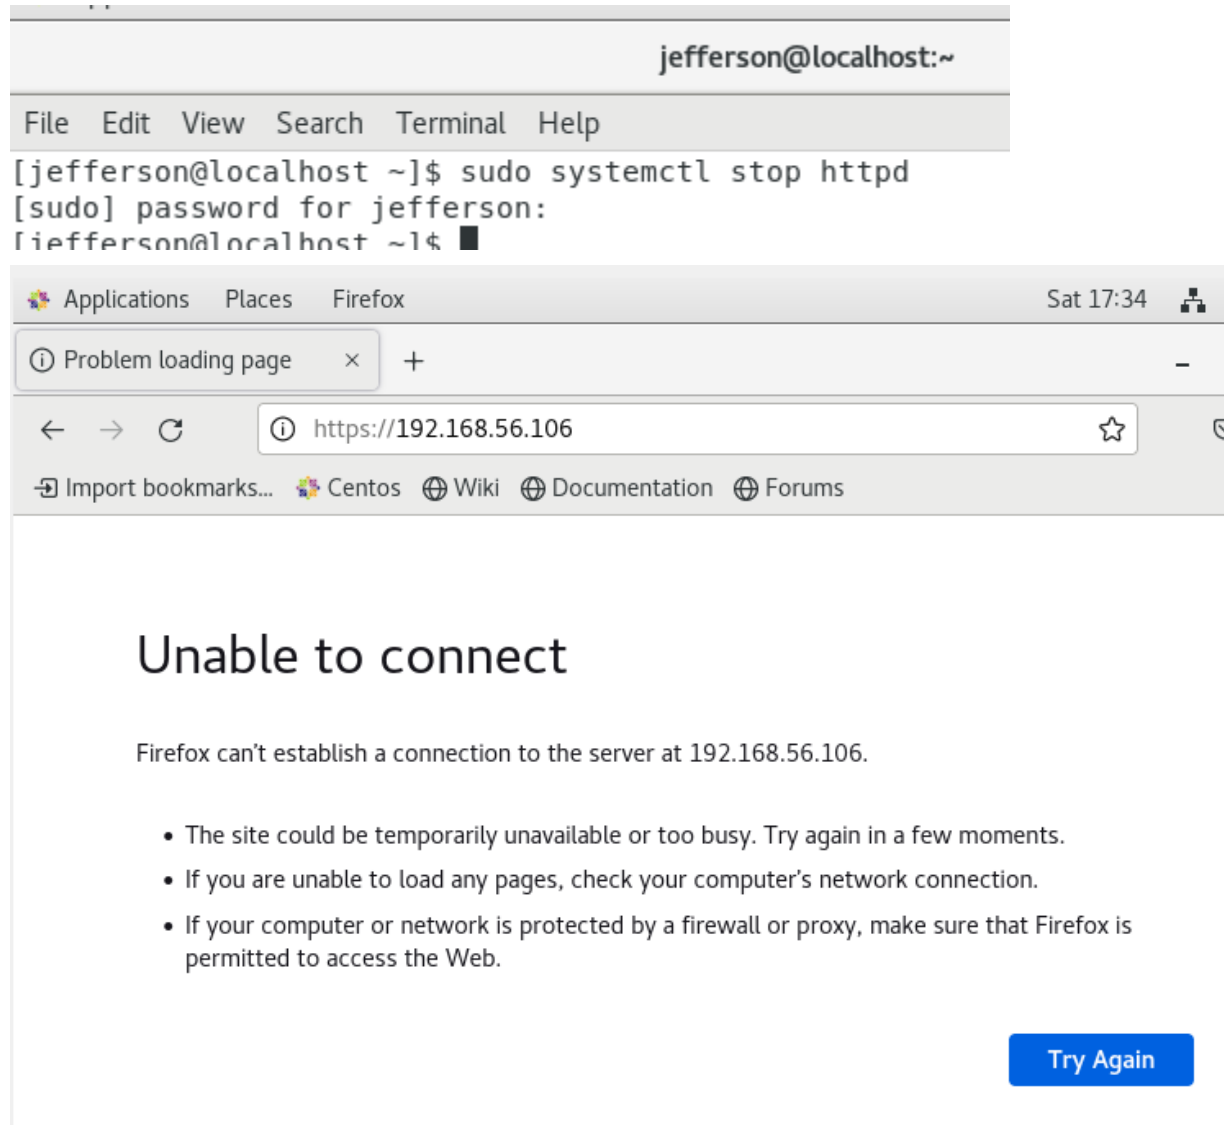 jefferson@localhost:~
File Edit View Search Terminal Help
[jefferson@localhost ~]$ sudo systemctl stop httpd
[sudo] password for jefferson:
[jefferson@localhost ~]$
Applications Places Firefox Sat 17:34
Problem loading page × +
https://192.168.56.106
Import bookmarks... Centos Wiki Documentation Forums
Unable to connect
Firefox can’t establish a connection to the server at 192.168.56.106.
• The site could be temporarily unavailable or too busy. Try again in a few moments.
• If you are unable to load any pages, check your computer’s network connection.
• If your computer or network is protected by a firewall or proxy, make sure that Firefox is
permitted to access the Web.
Try Again